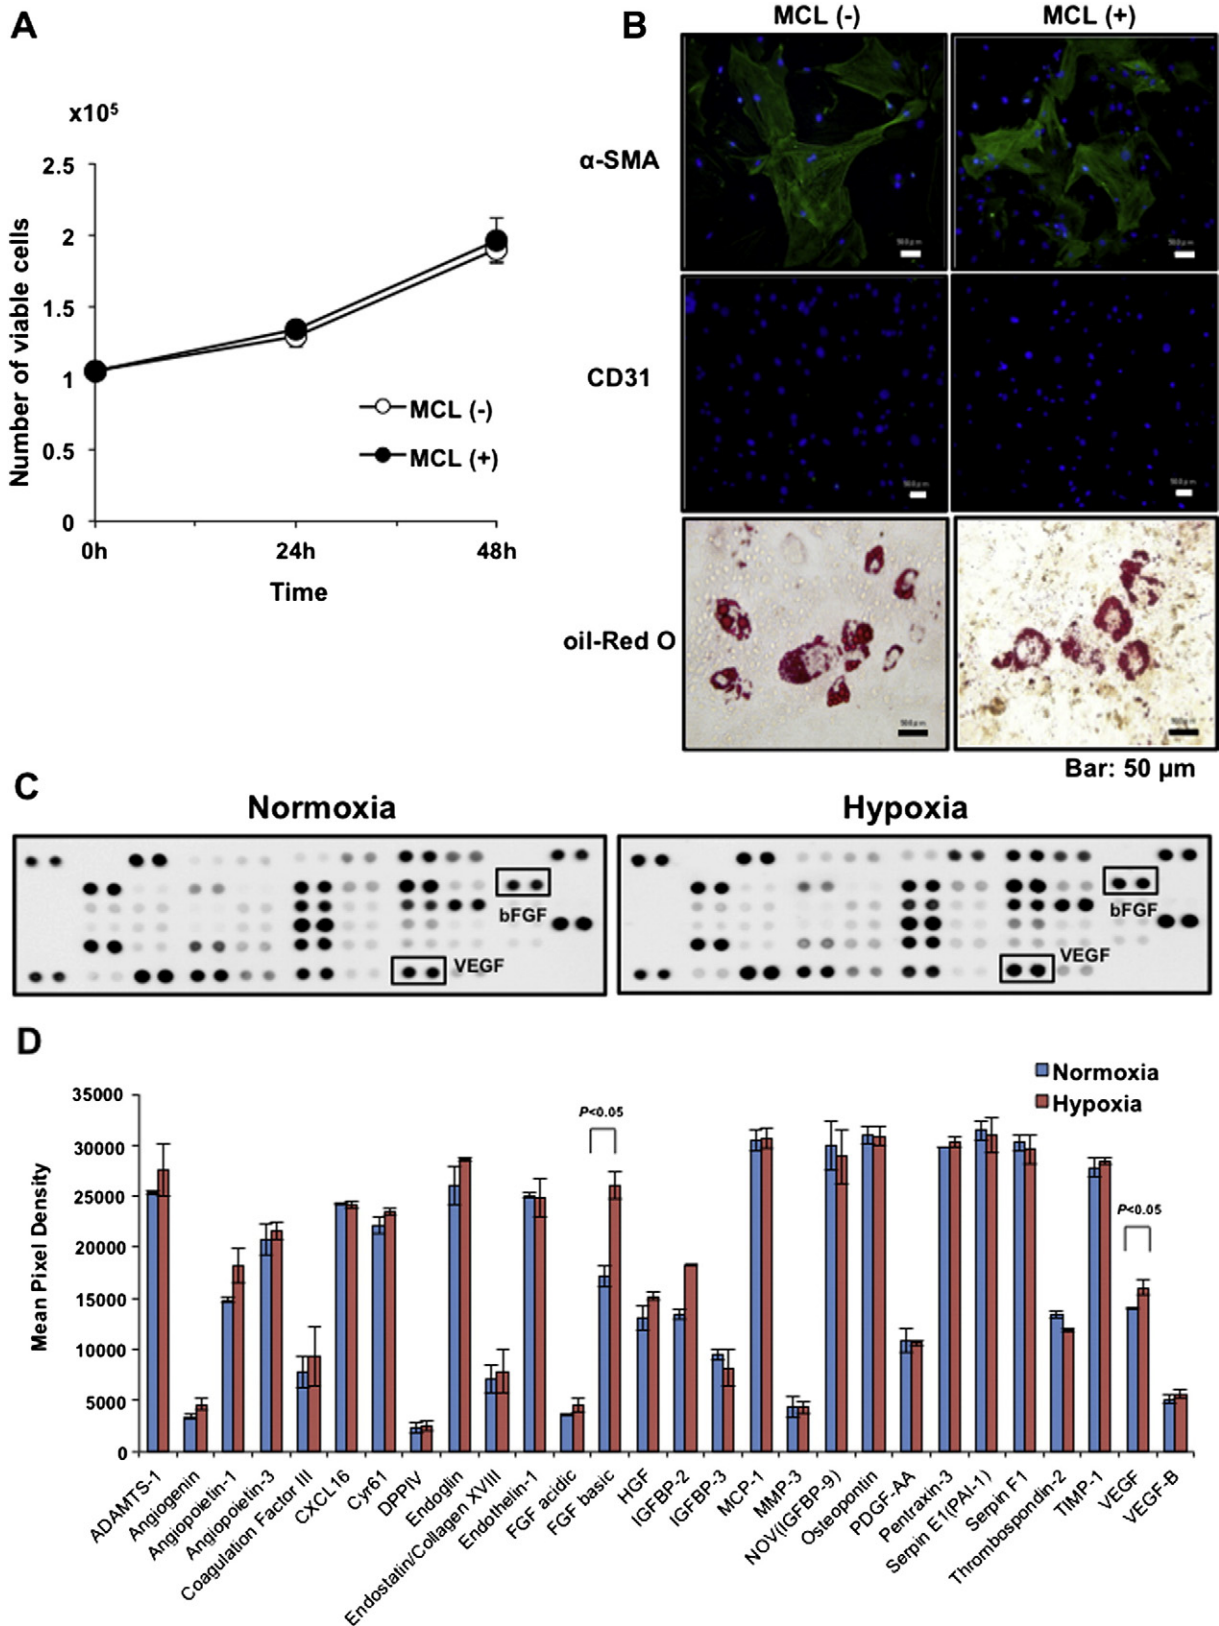 A
x10⁵
2.5
2
1.5
1
0.5
0
Number of viable cells
0h 24h 48h
Time
MCL (-)
MCL (+)
B
MCL (-) MCL (+)
α-SMA
CD31
oil-Red O
Bar: 50 μm
C
Normoxia Hypoxia
bFGF
VEGF
bFGF
VEGF
D
Normoxia
Hypoxia
35000
30000
25000
20000
15000
10000
5000
0
Mean Pixel Density
P<0.05
P<0.05
ADAMTS-1
Angiogenin
Angiopoietin-1
Angiopoietin-3
Coagulation Factor III
CXCL16
Cyr61
DPPIV
Endoglin
Endostatin/Collagen XVIII
Endothelin-1
FGF acidic
FGF basic
HGF
IGFBP-2
IGFBP-3
MCP-1
MMP-3
NOV(IGFBP-9)
Osteopontin
PDGF-AA
Pentraxin-3
Serpin E1(PAI-1)
Serpin F1
Thrombospondin-2
TIMP-1
VEGF
VEGF-B